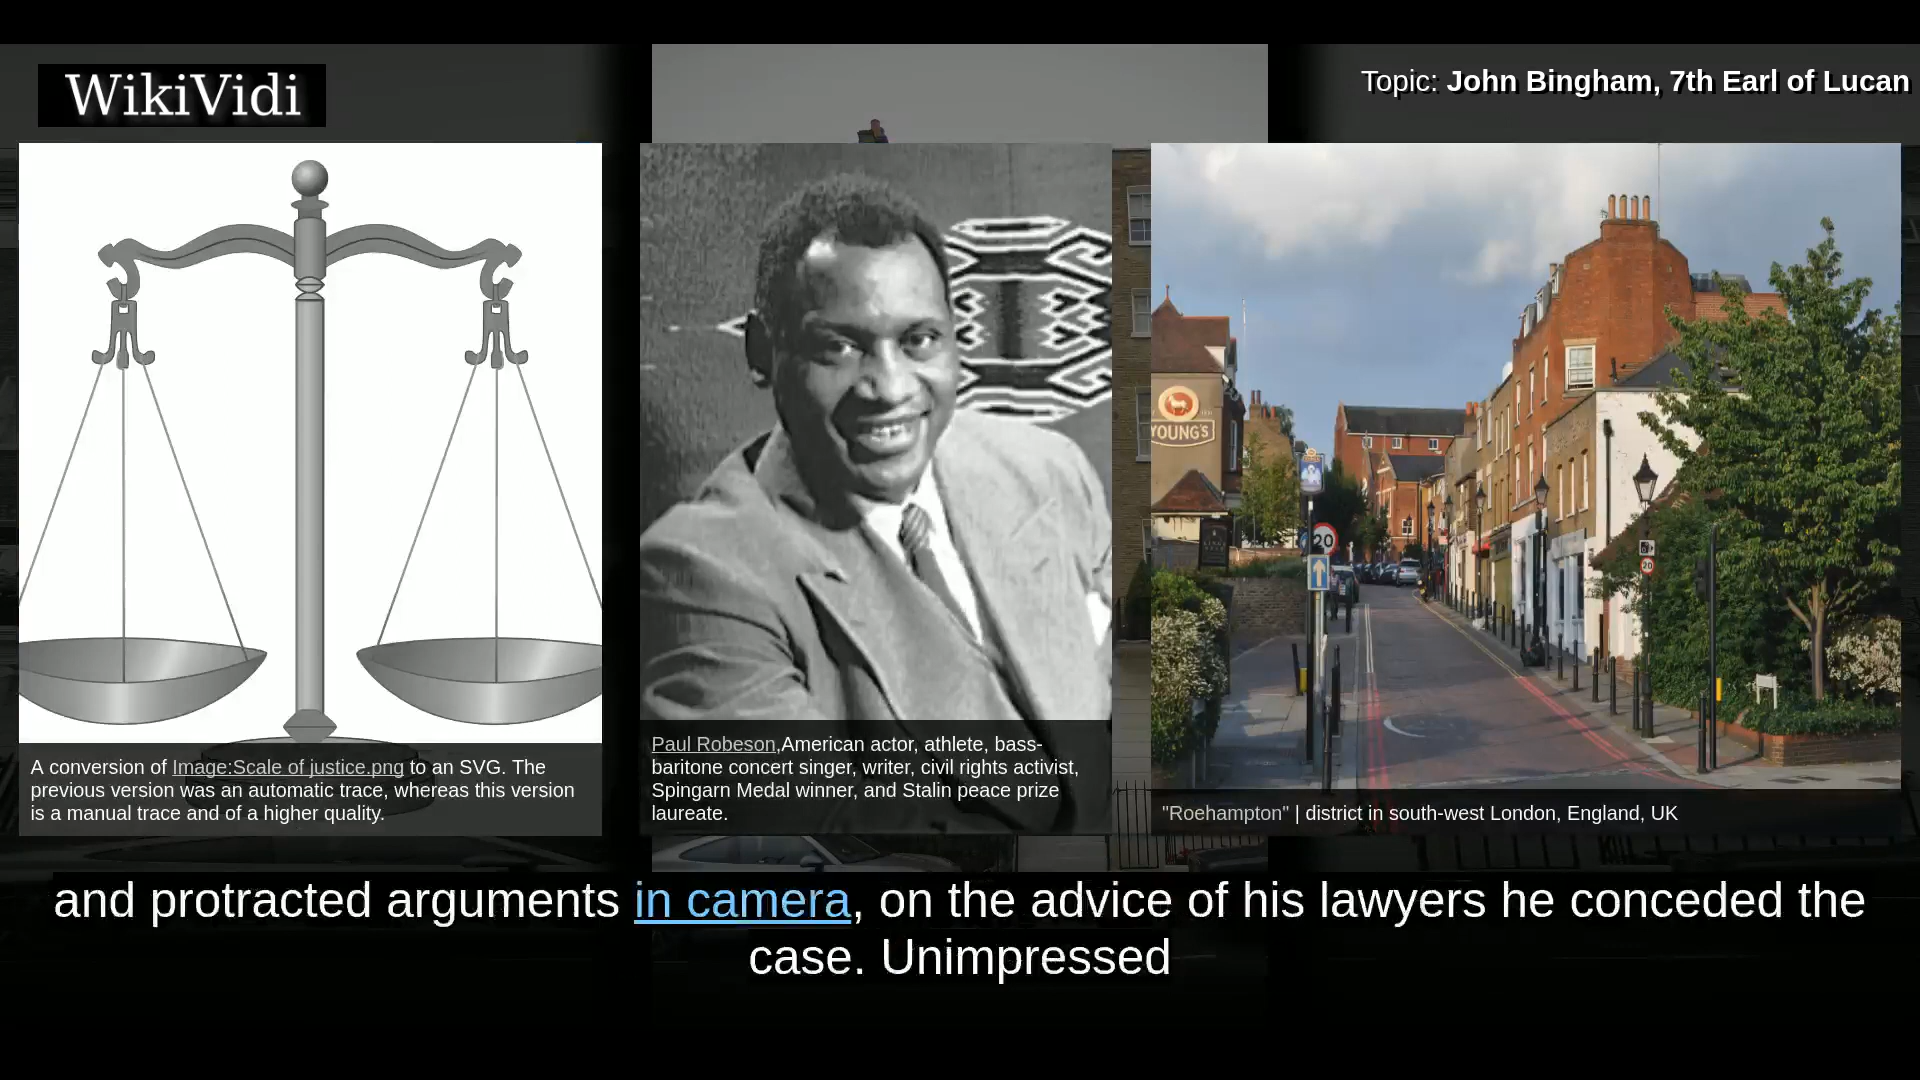 WikiVidi
Topic: John Bingham, 7th Earl of Lucan
YOUNG'S
20
20
A conversion of Image:Scale of justice.png to an SVG. The
previous version was an automatic trace, whereas this version
is a manual trace and of a higher quality.
Paul Robeson,American actor, athlete, bass-
baritone concert singer, writer, civil rights activist,
Spingarn Medal winner, and Stalin peace prize
laureate.
"Roehampton" | district in south-west London, England, UK
and protracted arguments in camera, on the advice of his lawyers he conceded the
case. Unimpressed